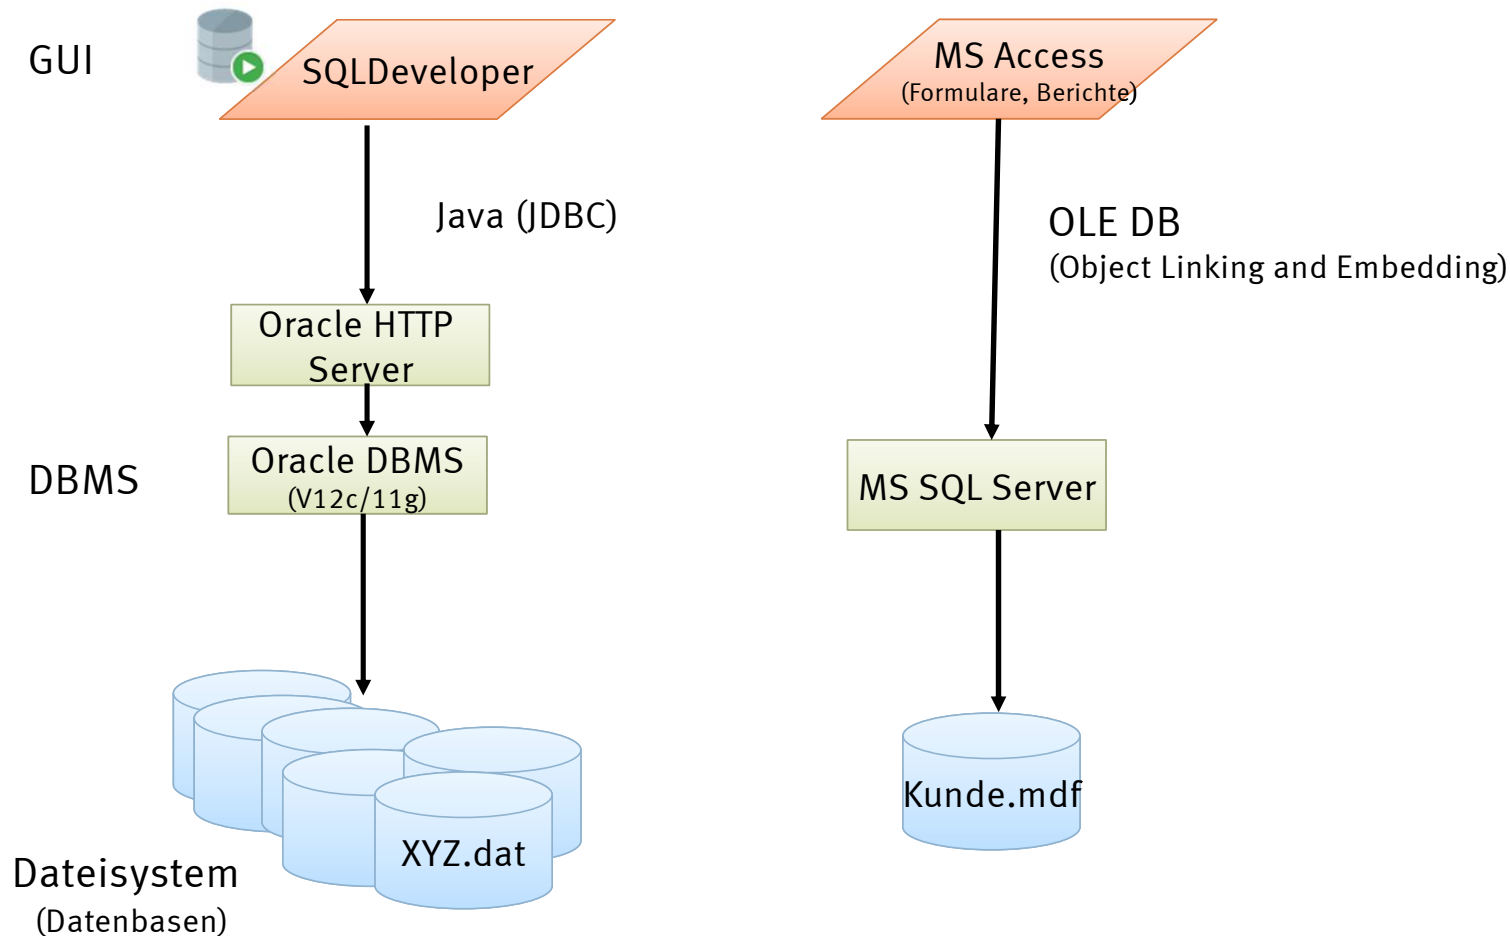 GUI
SQLDeveloper
MS Access
(Formulare, Berichte)
Java (JDBC)
OLE DB
(Object Linking and Embedding)
Oracle HTTP
Server
DBMS
Oracle DBMS
(V12c/11g)
MS SQL Server
Kunde.mdf
XYZ.dat
Dateisystem
(Datenbasen)